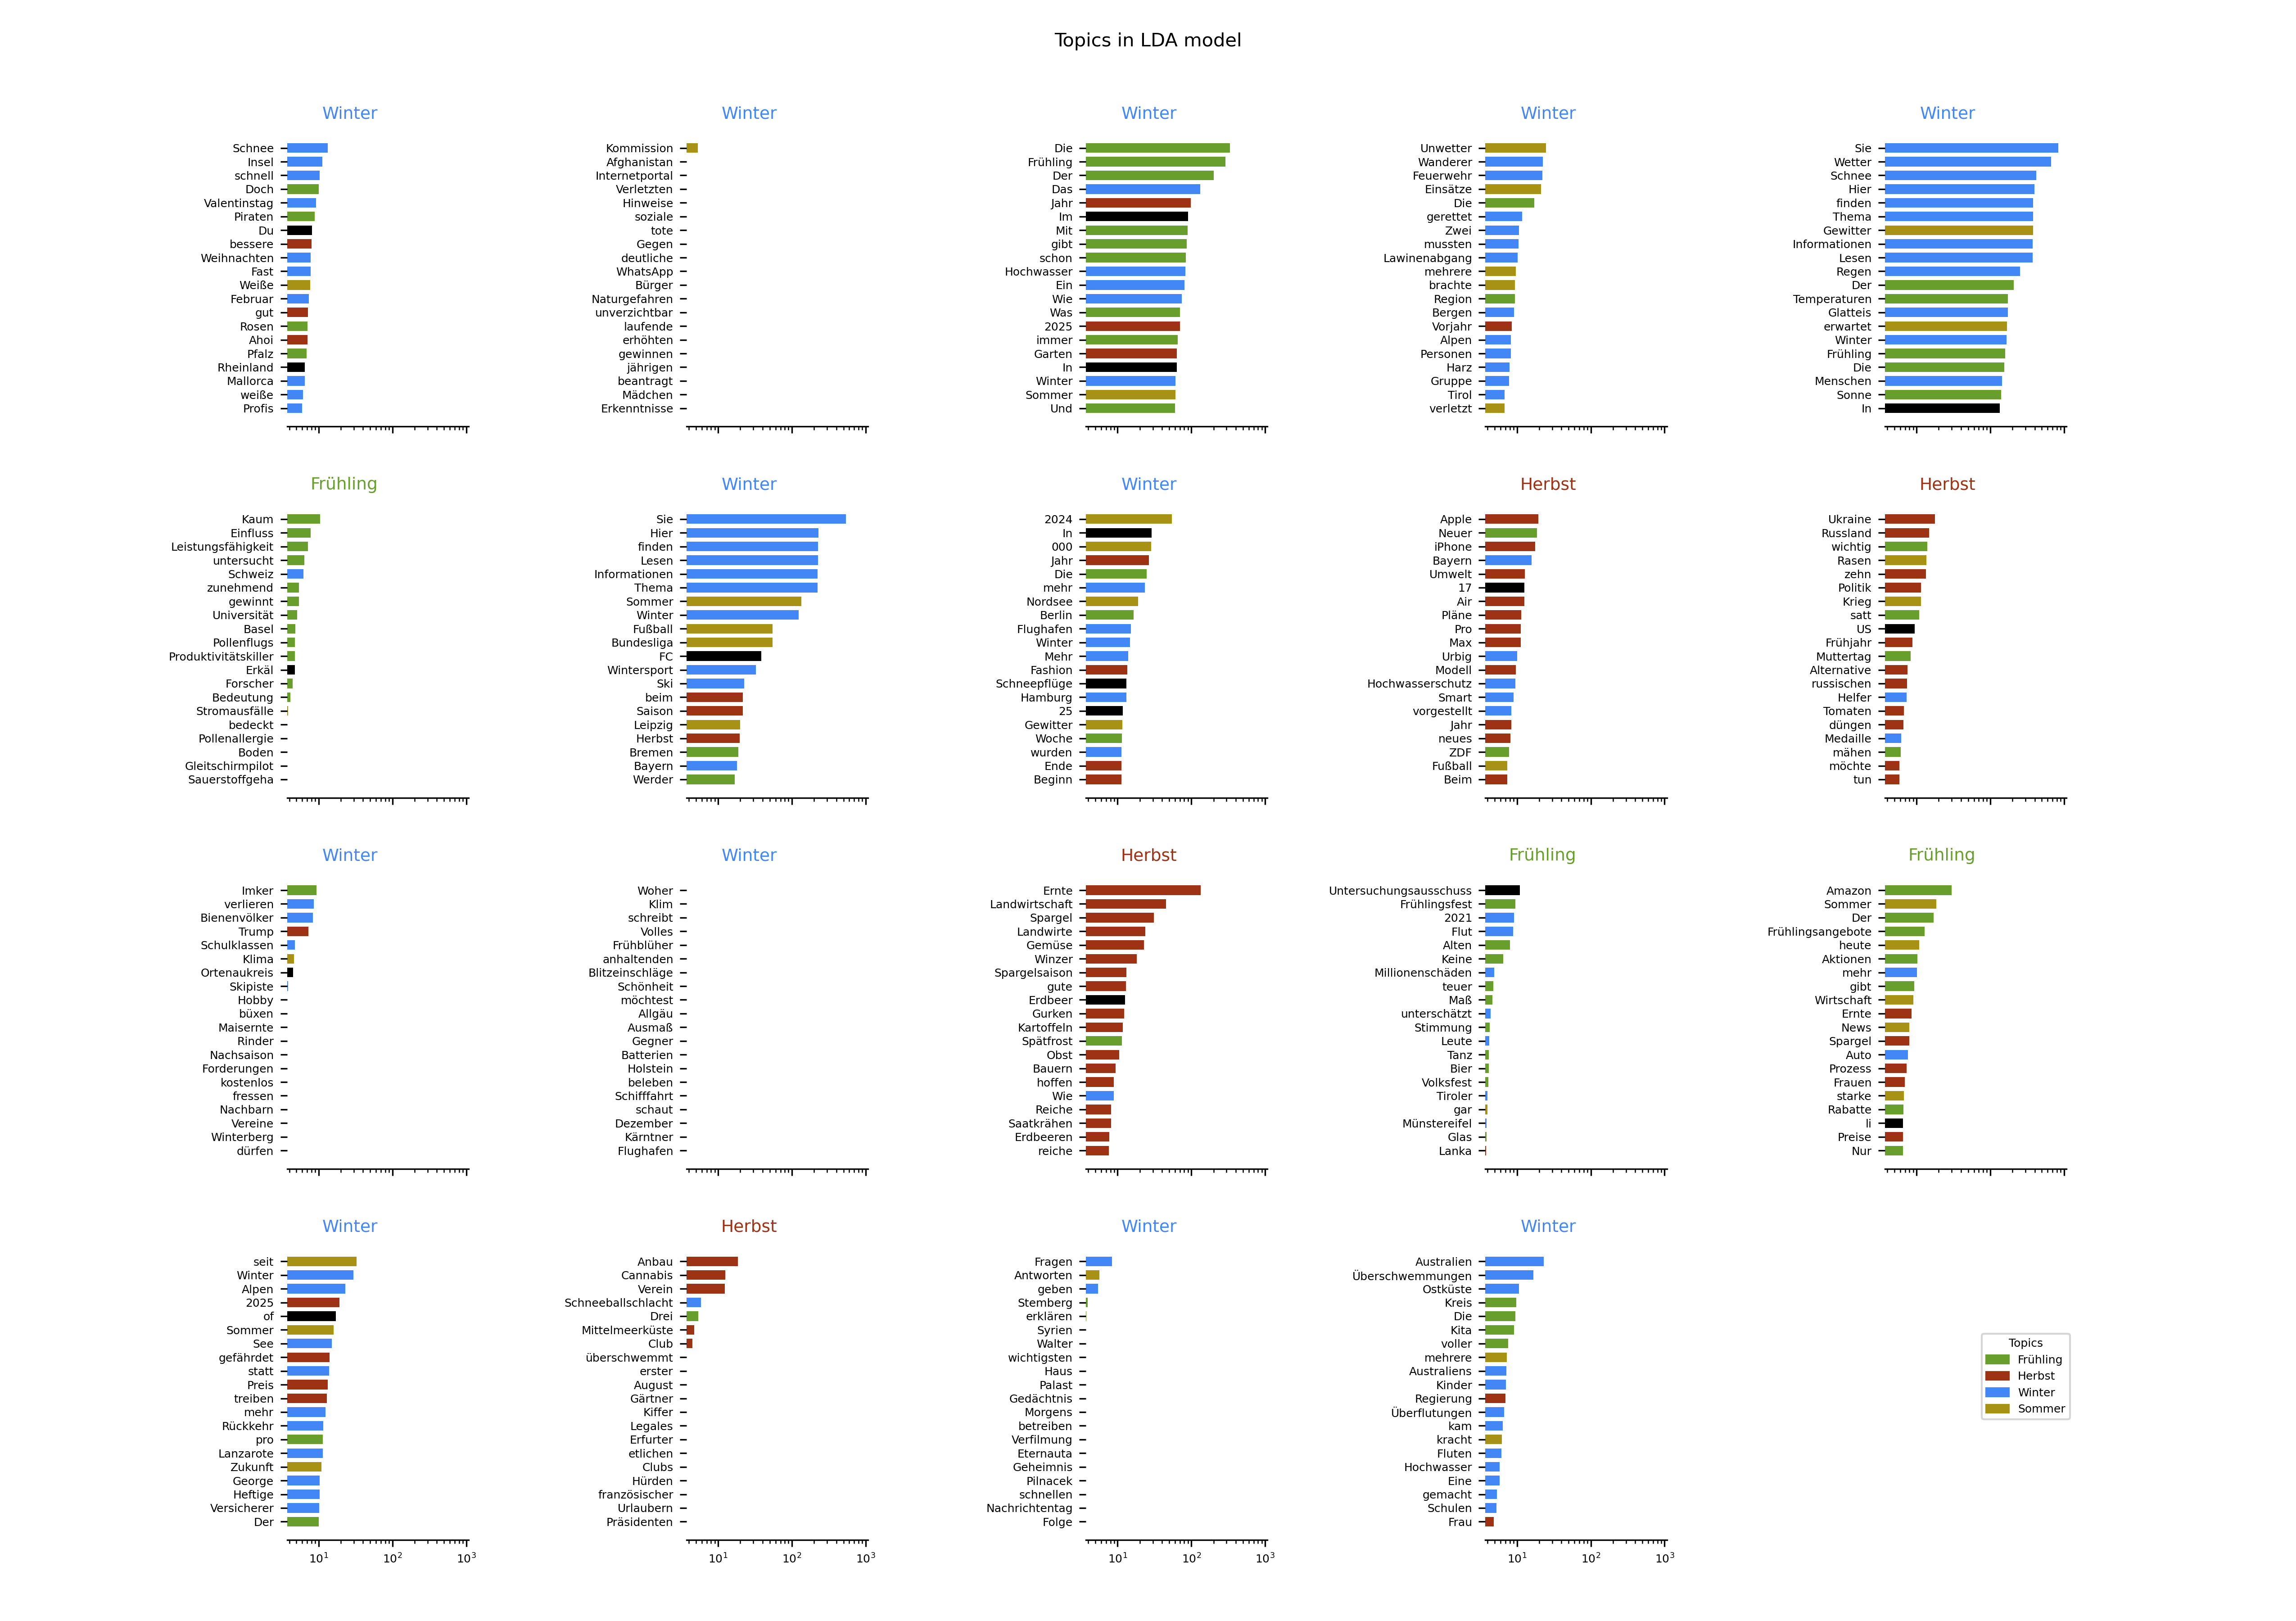 Topics in LDA model
Winter
Schnee
Insel
schnell
Doch
Valentinstag
Piraten
Du
bessere
Weihnachten
Fast
Weiße
Februar
gut
Rosen
Ahoi
Pfalz
Rheinland
Mallorca
weiße
Profis
Winter
Kommission
Afghanistan
Internetportal
Verletzten
Hinweise
soziale
tote
Gegen
deutliche
WhatsApp
Bürger
Naturgefahren
unverzichtbar
laufende
erhöhten
gewinnen
jährigen
beantragt
Mädchen
Erkenntnisse
Winter
Die
Frühling
Der
Das
Jahr
Im
Mit
gibt
schon
Hochwasser
Ein
Wie
Was
2025
immer
Garten
In
Winter
Sommer
Und
Winter
Unwetter
Wanderer
Feuerwehr
Einsätze
Die
gerettet
Zwei
mussten
Lawinenabgang
mehrere
brachte
Region
Bergen
Vorjahr
Alpen
Personen
Harz
Gruppe
Tirol
verletzt
Winter
Sie
Wetter
Schnee
Hier
finden
Thema
Gewitter
Informationen
Lesen
Regen
Der
Temperaturen
Glatteis
erwartet
Winter
Frühling
Die
Menschen
Sonne
In
Frühling
Kaum
Einfluss
Leistungsfähigkeit
untersucht
Schweiz
zunehmend
gewinnt
Universität
Basel
Pollenflugs
Produktivitätskiller
Erkäl
Forscher
Bedeutung
Stromausfälle
bedeckt
Pollenallergie
Boden
Gleitschirmpilot
Sauerstoffgeha
Winter
Sie
Hier
finden
Lesen
Informationen
Thema
Sommer
Winter
Fußball
Bundesliga
FC
Wintersport
Ski
beim
Saison
Leipzig
Herbst
Bremen
Bayern
Werder
Winter
2024
In
000
Jahr
Die
mehr
Nordsee
Berlin
Flughafen
Winter
Mehr
Fashion
Schneepflüge
Hamburg
25
Gewitter
Woche
wurden
Ende
Beginn
Herbst
Apple
Neuer
iPhone
Bayern
Umwelt
17
Air
Pläne
Pro
Max
Urbig
Modell
Hochwasserschutz
Smart
vorgestellt
Jahr
neues
ZDF
Fußball
Beim
Herbst
Ukraine
Russland
wichtig
Rasen
zehn
Politik
Krieg
satt
US
Frühjahr
Muttertag
Alternative
russischen
Helfer
Tomaten
düngen
Medaille
mähen
möchte
tun
Winter
Imker
verlieren
Bienenvölker
Trump
Schulklassen
Klima
Ortenaukreis
Skipiste
Hobby
büxen
Maisernte
Rinder
Nachsaison
Forderungen
kostenlos
fressen
Nachbarn
Vereine
Winterberg
dürfen
Winter
Woher
Klim
schreibt
Volles
Frühblüher
anhaltenden
Blitzeinschläge
Schönheit
möchtest
Allgäu
Ausmaß
Gegner
Batterien
Holstein
beleben
Schifffahrt
schaut
Dezember
Kärntner
Flughafen
Herbst
Ernte
Landwirtschaft
Spargel
Landwirte
Gemüse
Winzer
Spargelsaison
gute
Erdbeer
Gurken
Kartoffeln
Spätfrost
Obst
Bauern
hoffen
Wie
Reiche
Saatkrähen
Erdbeeren
reiche
Frühling
Untersuchungsausschuss
Frühlingsfest
2021
Flut
Alten
Keine
Millionenschäden
teuer
Maß
unterschätzt
Stimmung
Leute
Tanz
Bier
Volksfest
Tiroler
gar
Münstereifel
Glas
Lanka
Frühling
Amazon
Sommer
Der
Frühlingsangebote
heute
Aktionen
mehr
gibt
Wirtschaft
Ernte
News
Spargel
Auto
Prozess
Frauen
starke
Rabatte
li
Preise
Nur
Winter
seit
Winter
Alpen
2025
of
Sommer
See
gefährdet
statt
Preis
treiben
mehr
Rückkehr
pro
Lanzarote
Zukunft
George
Heftige
Versicherer
Der
10¹ 10² 10³
Herbst
Anbau
Cannabis
Verein
Schneeballschlacht
Drei
Mittelmeerküste
Club
überschwemmt
erster
August
Gärtner
Kiffer
Legales
Erfurter
etlichen
Clubs
Hürden
französischer
Urlaubern
Präsidenten
10¹ 10² 10³
Winter
Fragen
Antworten
geben
Stemberg
erklären
Syrien
Walter
wichtigsten
Haus
Palast
Gedächtnis
Morgens
betreiben
Verfilmung
Eternauta
Geheimnis
Pilnacek
schnellen
Nachrichtentag
Folge
10¹ 10² 10³
Winter
Australien
Überschwemmungen
Ostküste
Kreis
Die
Kita
voller
mehrere
Australiens
Kinder
Regierung
Überflutungen
kam
kracht
Fluten
Hochwasser
Eine
gemacht
Schulen
Frau
10¹ 10² 10³
Topics
Frühling
Herbst
Winter
Sommer